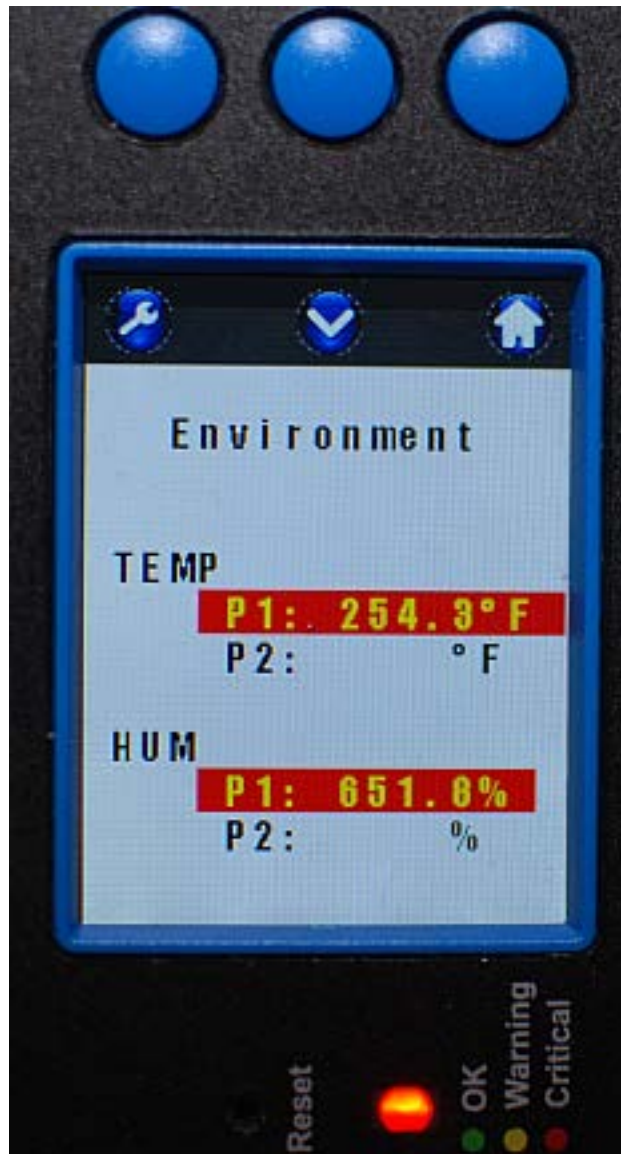 Environment
TEMP
P1: 254.3°F
P2: °F
HUM
P1: 651.8%
P2: %
Reset
OK
Warning
Critical